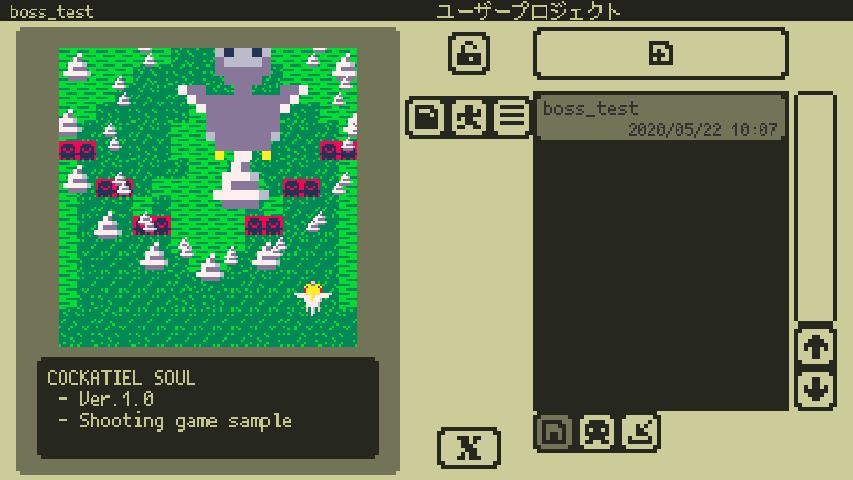 boss_test
ユーザープロジェクト
boss_test
2020/05/22 10:07
COCKATIEL SOUL
- Ver.1.0
- Shooting game sample
X